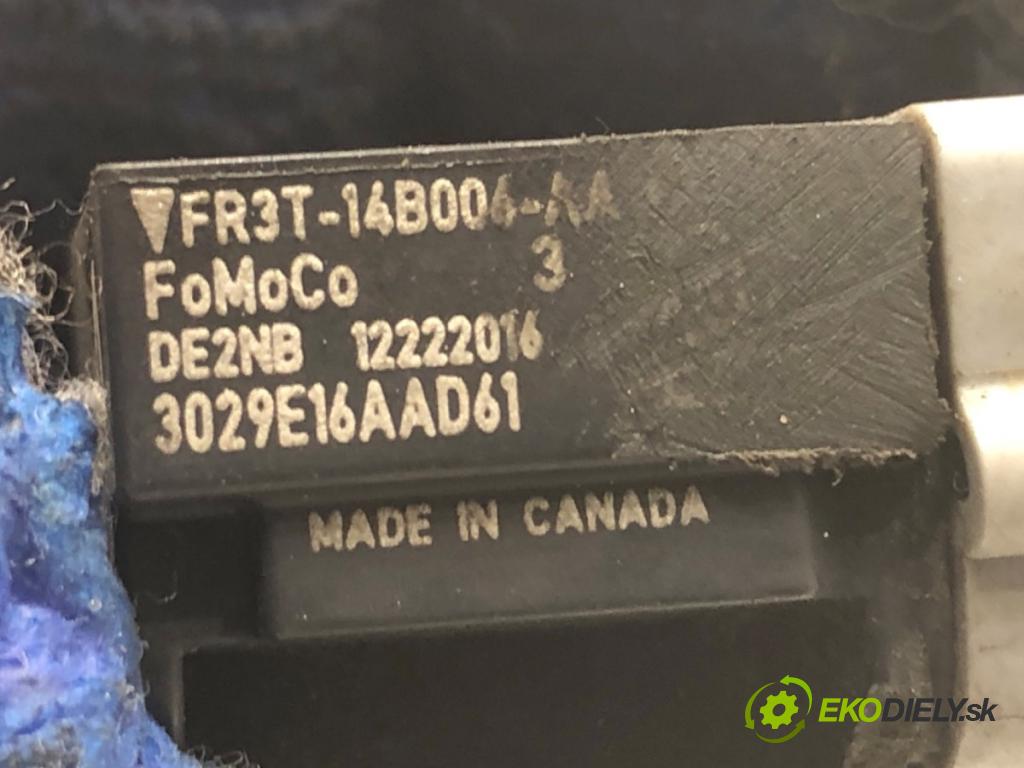 FR3T-14B006-AA
FoMoCo 3
DE2NB 12222016
3029E16AAD61
MADE IN CANADA
EKODIELY.sk